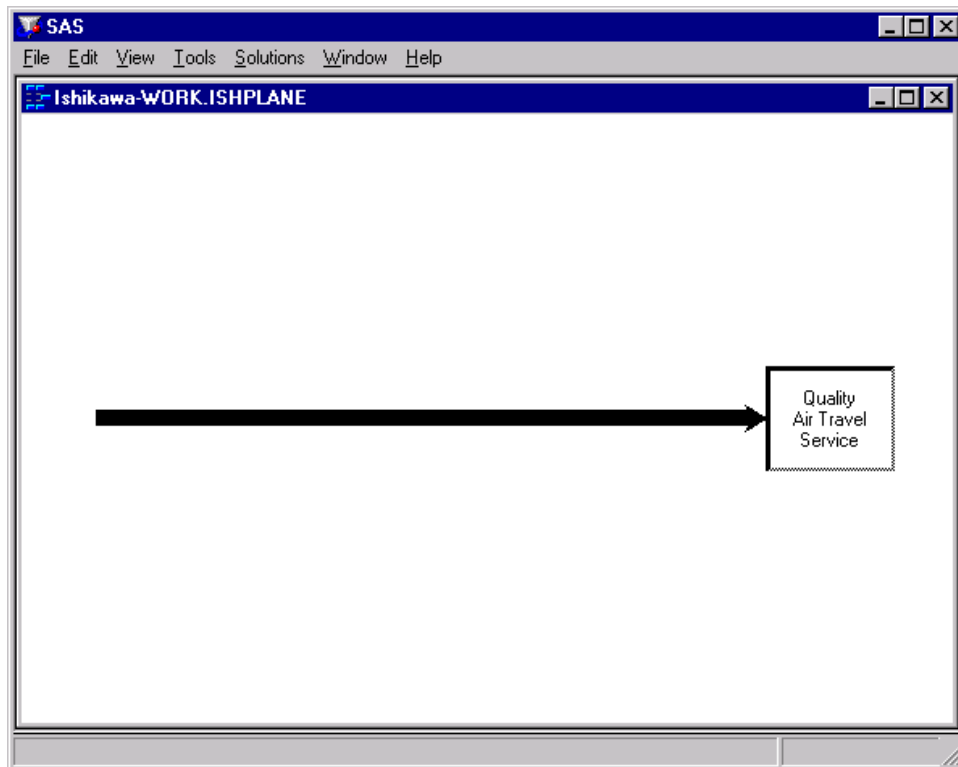 SAS
File Edit View Tools Solutions Window Help
Ishikawa-WORK.ISHPLANE
Quality
Air Travel
Service